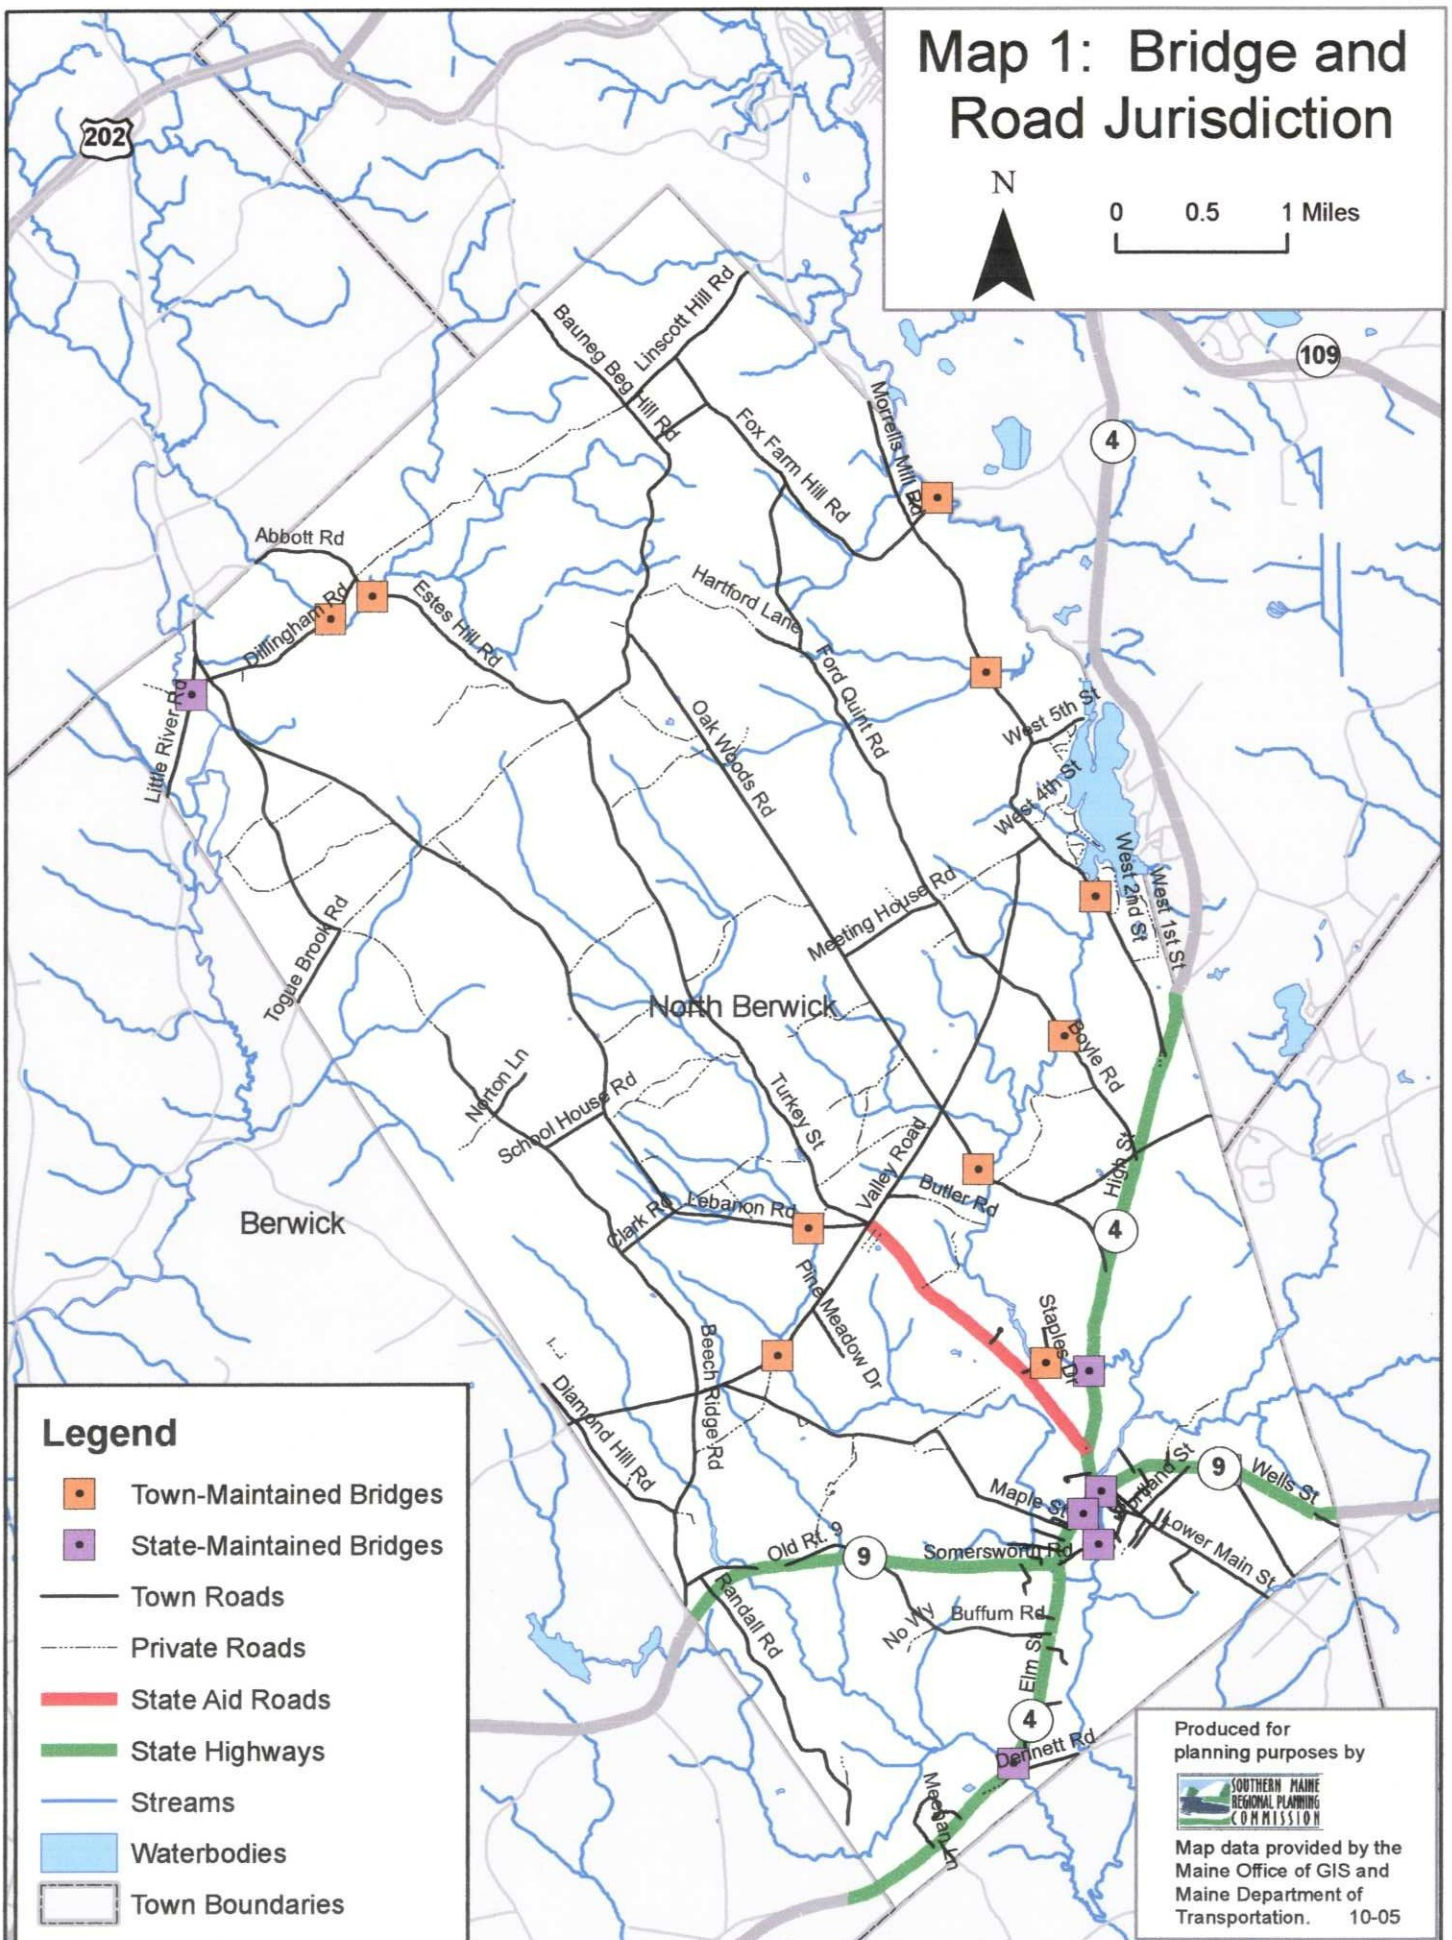 Map 1: Bridge and
Road Jurisdiction
N
0 0.5 1 Miles
202
109
4
Bauneg Beg Hill Rd
Linscott Hill Rd
Morrells Mill Rd
Fox Farm Hill Rd
Abbott Rd
Dillingham Rd
Estes Hill Rd
Hartford Lane
Little River Rd
Ford Quint Rd
Oak Woods Rd
West 5th St
West 4th St
West 2nd St
West 1st St
Meeting House Rd
Togue Brook Rd
North Berwick
Boyle Rd
Norton Ln
School House Rd
Turkey St
Valley Road
High St
Butler Rd
Berwick
Clark Rd
Lebanon Rd
4
Pine Meadow Dr
Staples Dr
Beech Ridge Rd
Diamond Hill Rd
Maple St
Portland St
9
Wells St
Old Rt. 9
9
Somersworth Rd
Lower Main St
Randall Rd
No Wy
Buffum Rd
Elm St
4
Dennett Rd
Meehan Ln
Legend
Town-Maintained Bridges
State-Maintained Bridges
Town Roads
Private Roads
State Aid Roads
State Highways
Streams
Waterbodies
Town Boundaries
Produced for
planning purposes by
SOUTHERN MAINE
REGIONAL PLANNING
COMMISSION
Map data provided by the
Maine Office of GIS and
Maine Department of
Transportation. 10-05